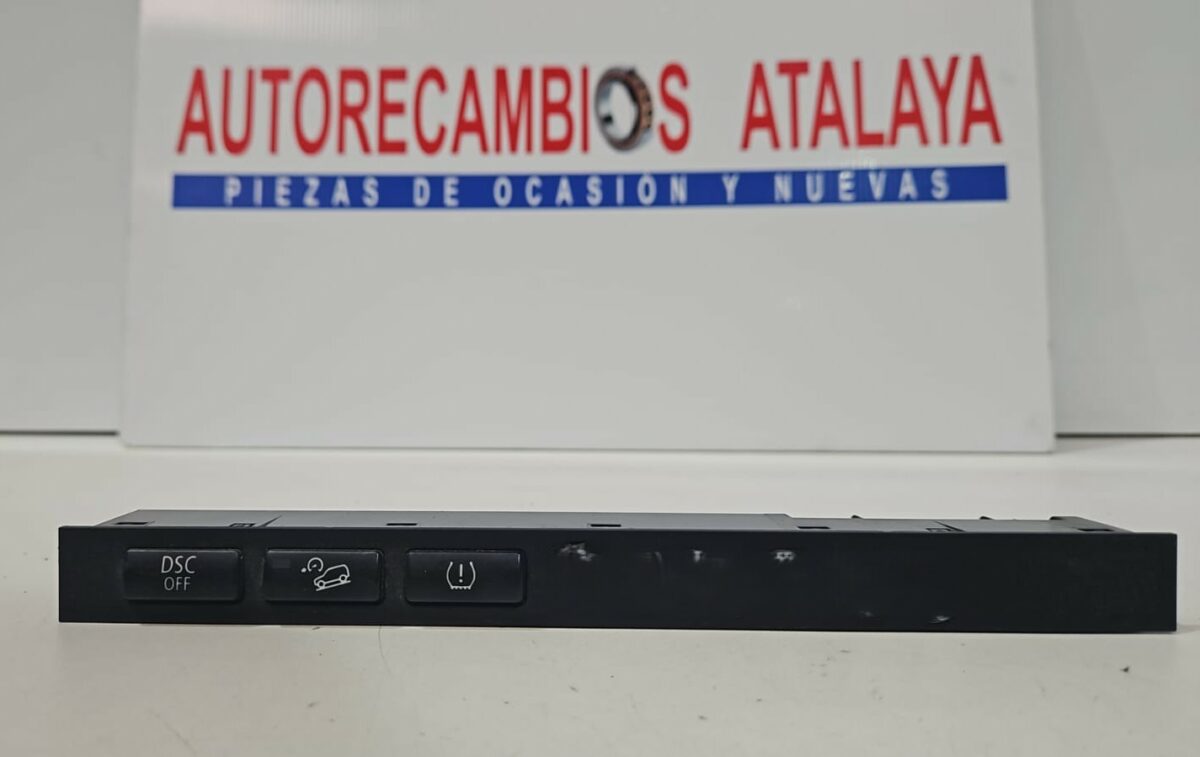 AUTORECAMBIOS ATALAYA
PIEZAS DE OCASIÓN Y NUEVAS
DSC
OFF